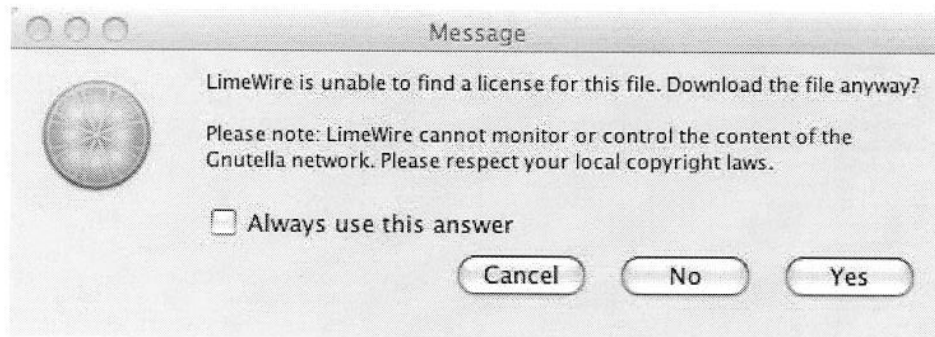 Message
LimeWire is unable to find a license for this file. Download the file anyway?
Please note: LimeWire cannot monitor or control the content of the
Gnutella network. Please respect your local copyright laws.
Always use this answer
Cancel No Yes